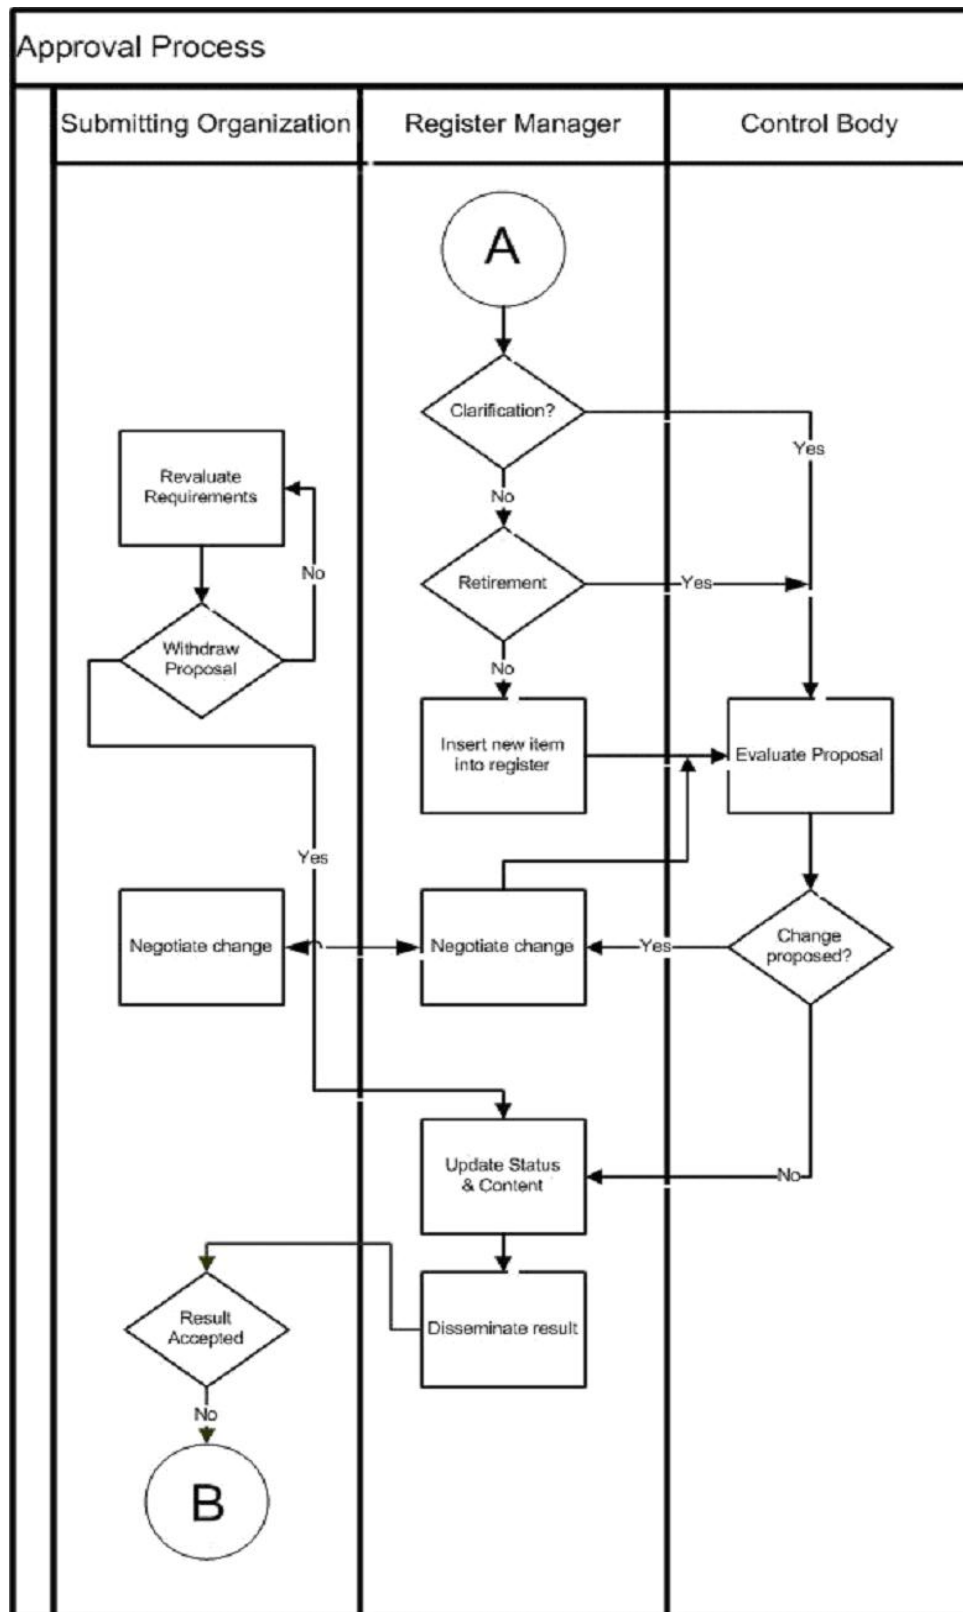 Approval Process
Submitting Organization
Register Manager
Control Body
A
Clarification?
Yes
No
Revaluate
Requirements
No
Retirement
Yes
No
Withdraw
Proposal
Insert new item
into register
Evaluate Proposal
Yes
Negotiate change
Negotiate change
Yes
Change
proposed?
Update Status
& Content
No
Result
Accepted
Disseminate result
No
B